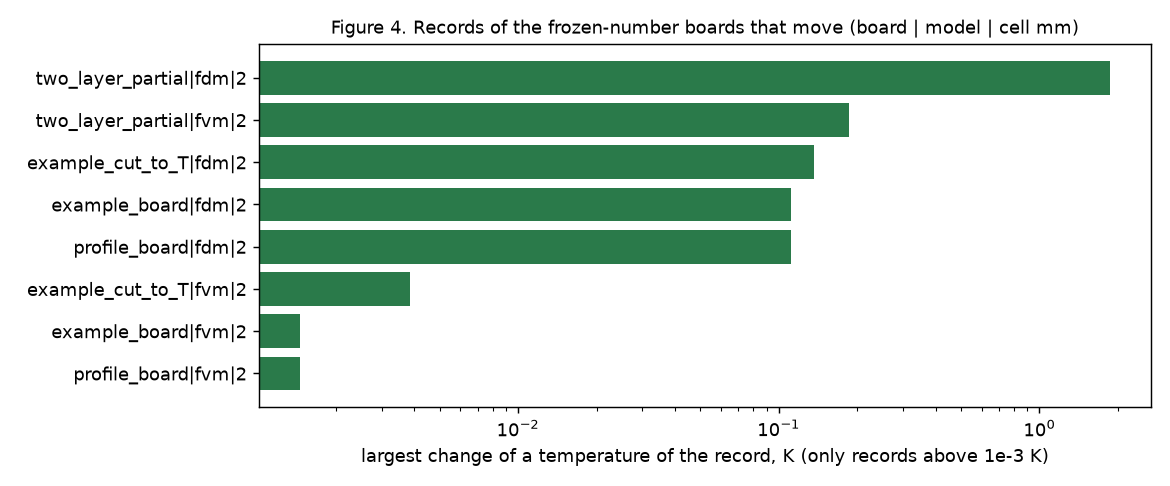 Figure 4. Records of the frozen-number boards that move (board | model | cell mm)
two_layer_partial|fdm|2
two_layer_partial|fvm|2
example_cut_to_T|fdm|2
example_board|fdm|2
profile_board|fdm|2
example_cut_to_T|fvm|2
example_board|fvm|2
profile_board|fvm|2
10⁻² 10⁻¹ 10⁰
largest change of a temperature of the record, K (only records above 1e-3 K)